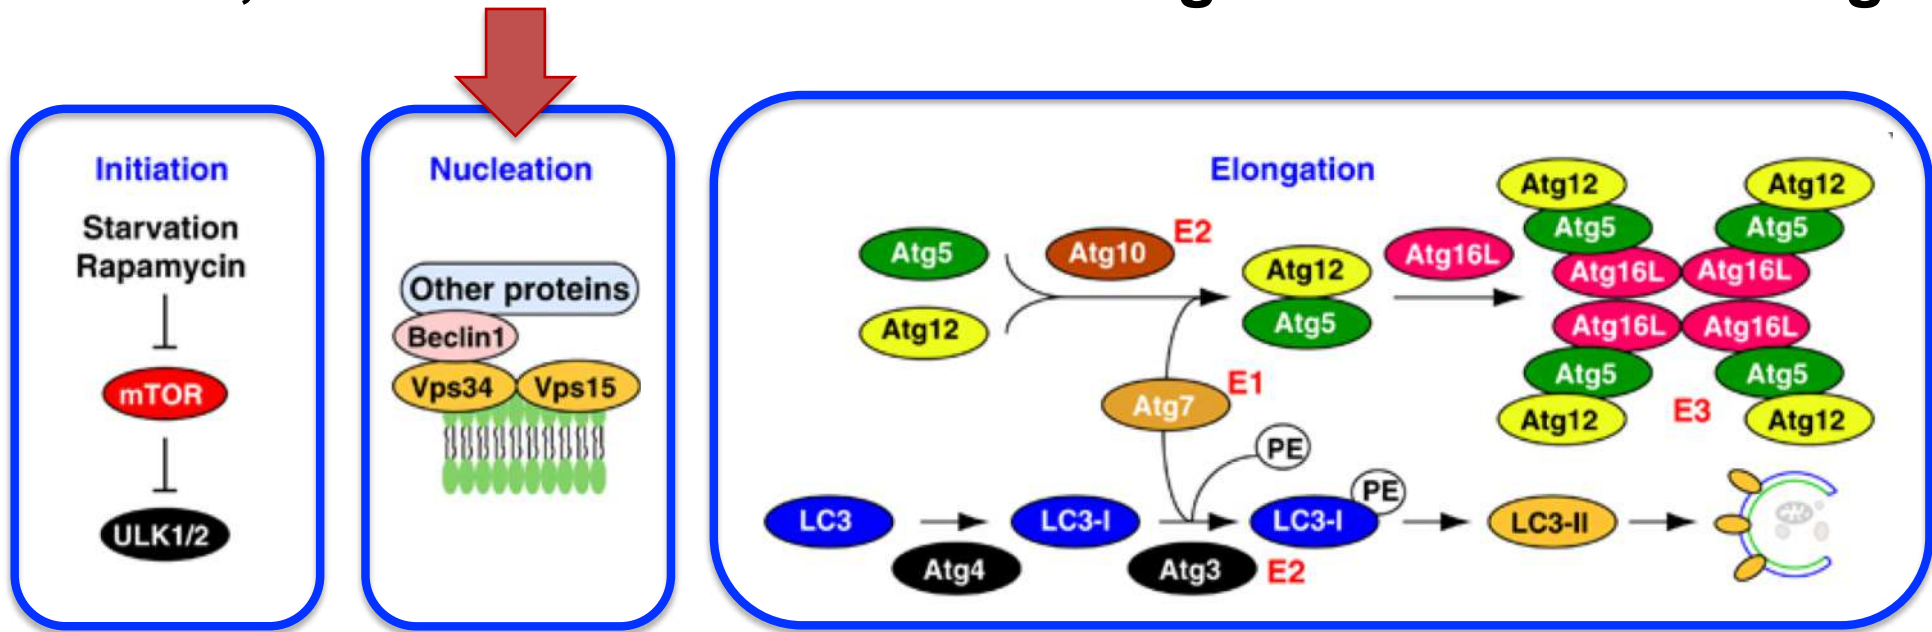 Initiation
Starvation
Rapamycin
mTOR
ULK1/2
Nucleation
Other proteins
Beclin1
Vps34
Vps15
Elongation
Atg5
Atg12
Atg10
E2
Atg12
Atg5
Atg16L
Atg12
Atg12
Atg5
Atg5
Atg16L
Atg16L
Atg16L
Atg16L
Atg5
Atg5
Atg12
Atg12
E3
Atg7
E1
PE
LC3
Atg4
LC3-I
Atg3
E2
LC3-I
PE
LC3-II